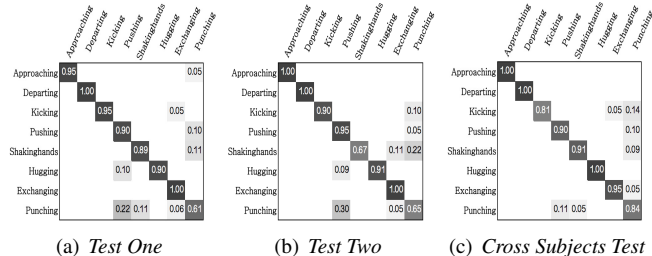 Approaching Departing Kicking Pushing Shakinghands Hugging Exchanging Punching
Approaching 0.95 0.05
Departing 1.00
Kicking 0.95 0.05
Pushing 0.90 0.10
Shakinghands 0.89 0.11
Hugging 0.10 0.90
Exchanging 1.00
Punching 0.22 0.11 0.06 0.61
(a) Test One
Approaching Departing Kicking Pushing Shakinghands Hugging Exchanging Punching
Approaching 1.00
Departing 1.00
Kicking 0.90 0.10
Pushing 0.95 0.05
Shakinghands 0.67 0.11 0.22
Hugging 0.09 0.91
Exchanging 1.00
Punching 0.30 0.05 0.65
(b) Test Two
Approaching Departing Kicking Pushing Shakinghands Hugging Exchanging Punching
Approaching 1.00
Departing 1.00
Kicking 0.81 0.05 0.14
Pushing 0.90 0.10
Shakinghands 0.91 0.09
Hugging 1.00
Exchanging 0.95 0.05
Punching 0.11 0.05 0.84
(c) Cross Subjects Test